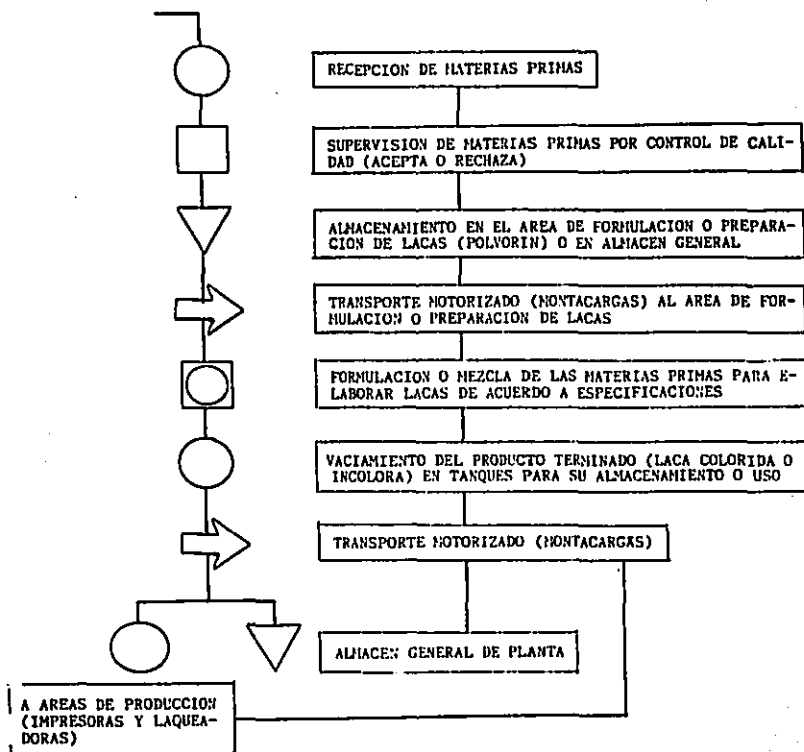 RECEPCION DE MATERIAS PRIMAS
SUPERVISION DE MATERIAS PRIMAS POR CONTROL DE CALI-
DAD (ACEPTA O RECHAZA)
ALMACENAMIENTO EN EL AREA DE FORMULACION O PREPARA-
CION DE LACAS (POLVORIN) O EN ALMACEN GENERAL
TRANSPORTE MOTORIZADO (MONTACARGAS) AL AREA DE FOR-
MULACION O PREPARACION DE LACAS
FORMULACION O MEZCLA DE LAS MATERIAS PRIMAS PARA E-
LABORAR LACAS DE ACUERDO A ESPECIFICACIONES
VACIAMIENTO DEL PRODUCTO TERMINADO (LACA COLORIDA O
INCOLORA) EN TANQUES PARA SU ALMACENAMIENTO O USO
TRANSPORTE MOTORIZADO (MONTACARGAS)
ALMACEN GENERAL DE PLANTA
A AREAS DE PRODUCCION
(IMPRESORAS Y LAQUEA-
DORAS)